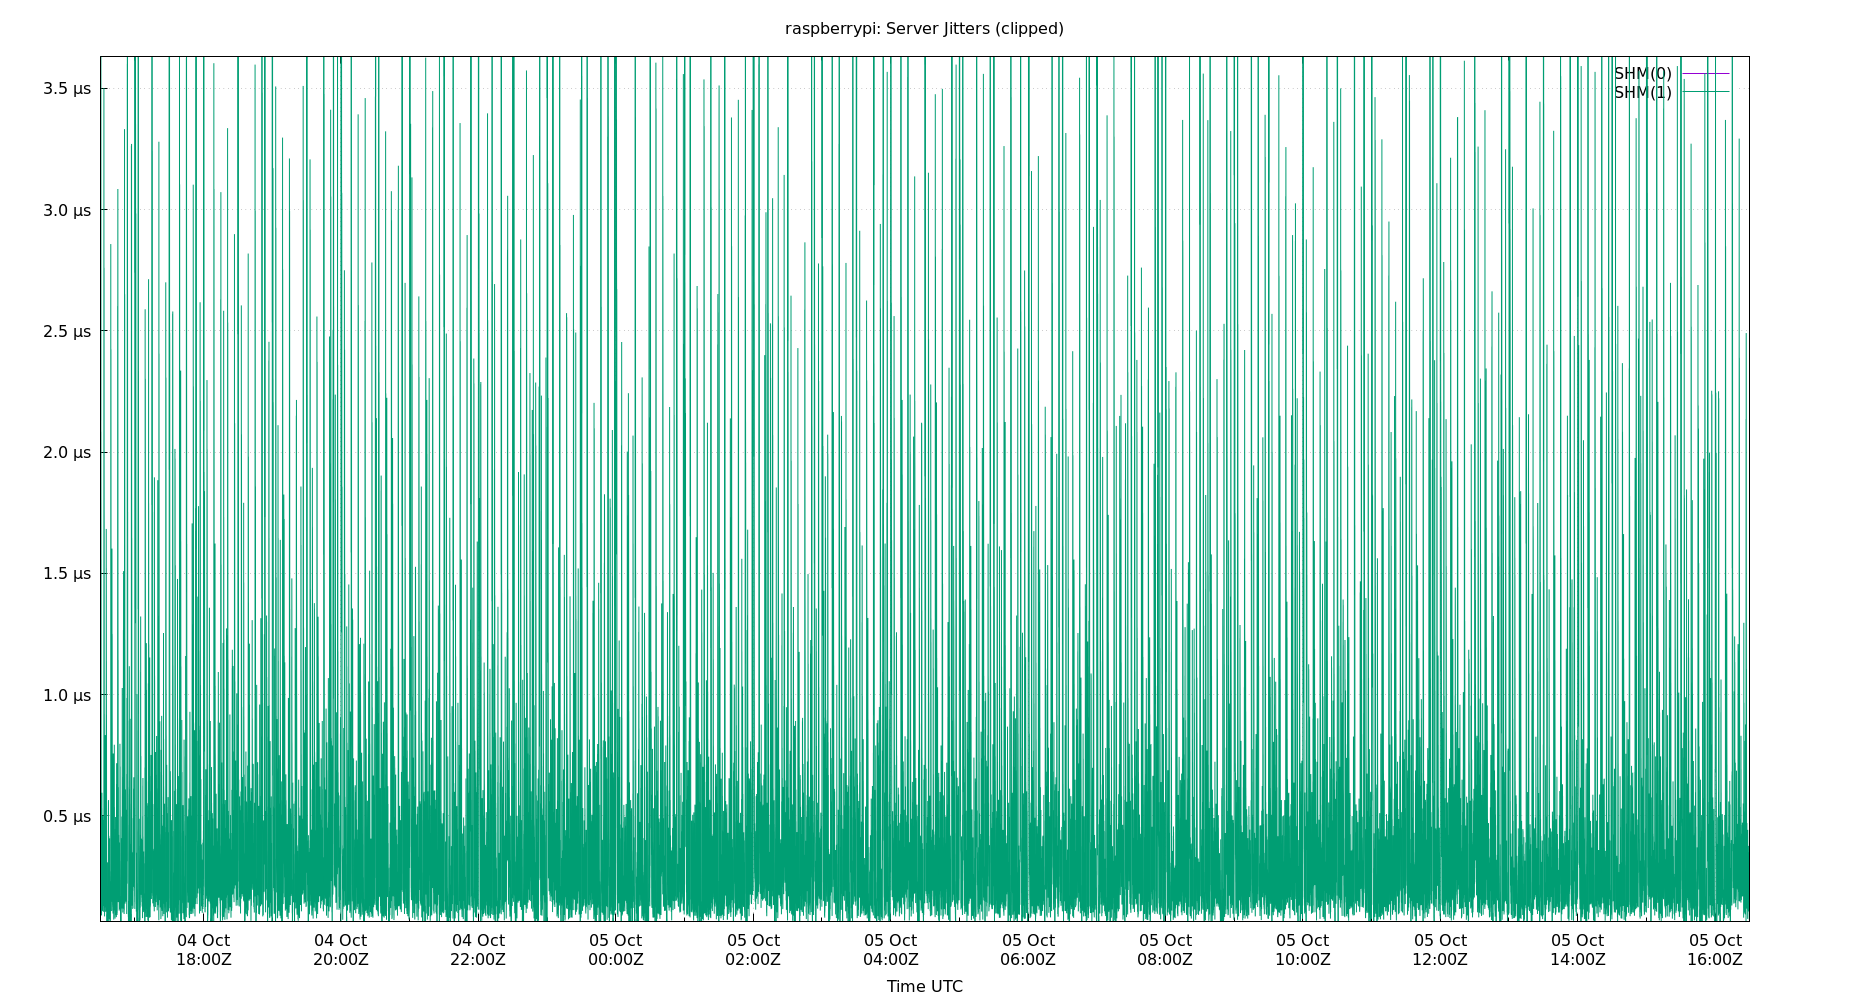 raspberrypi: Server Jitters (clipped)
SHM(0)
SHM(1)
3.5 µs
3.0 µs
2.5 µs
2.0 µs
1.5 µs
1.0 µs
0.5 µs
04 Oct 04 Oct 04 Oct 05 Oct 05 Oct 05 Oct 05 Oct 05 Oct 05 Oct 05 Oct 05 Oct 05 Oct
18:00Z 20:00Z 22:00Z 00:00Z 02:00Z 04:00Z 06:00Z 08:00Z 10:00Z 12:00Z 14:00Z 16:00Z
Time UTC